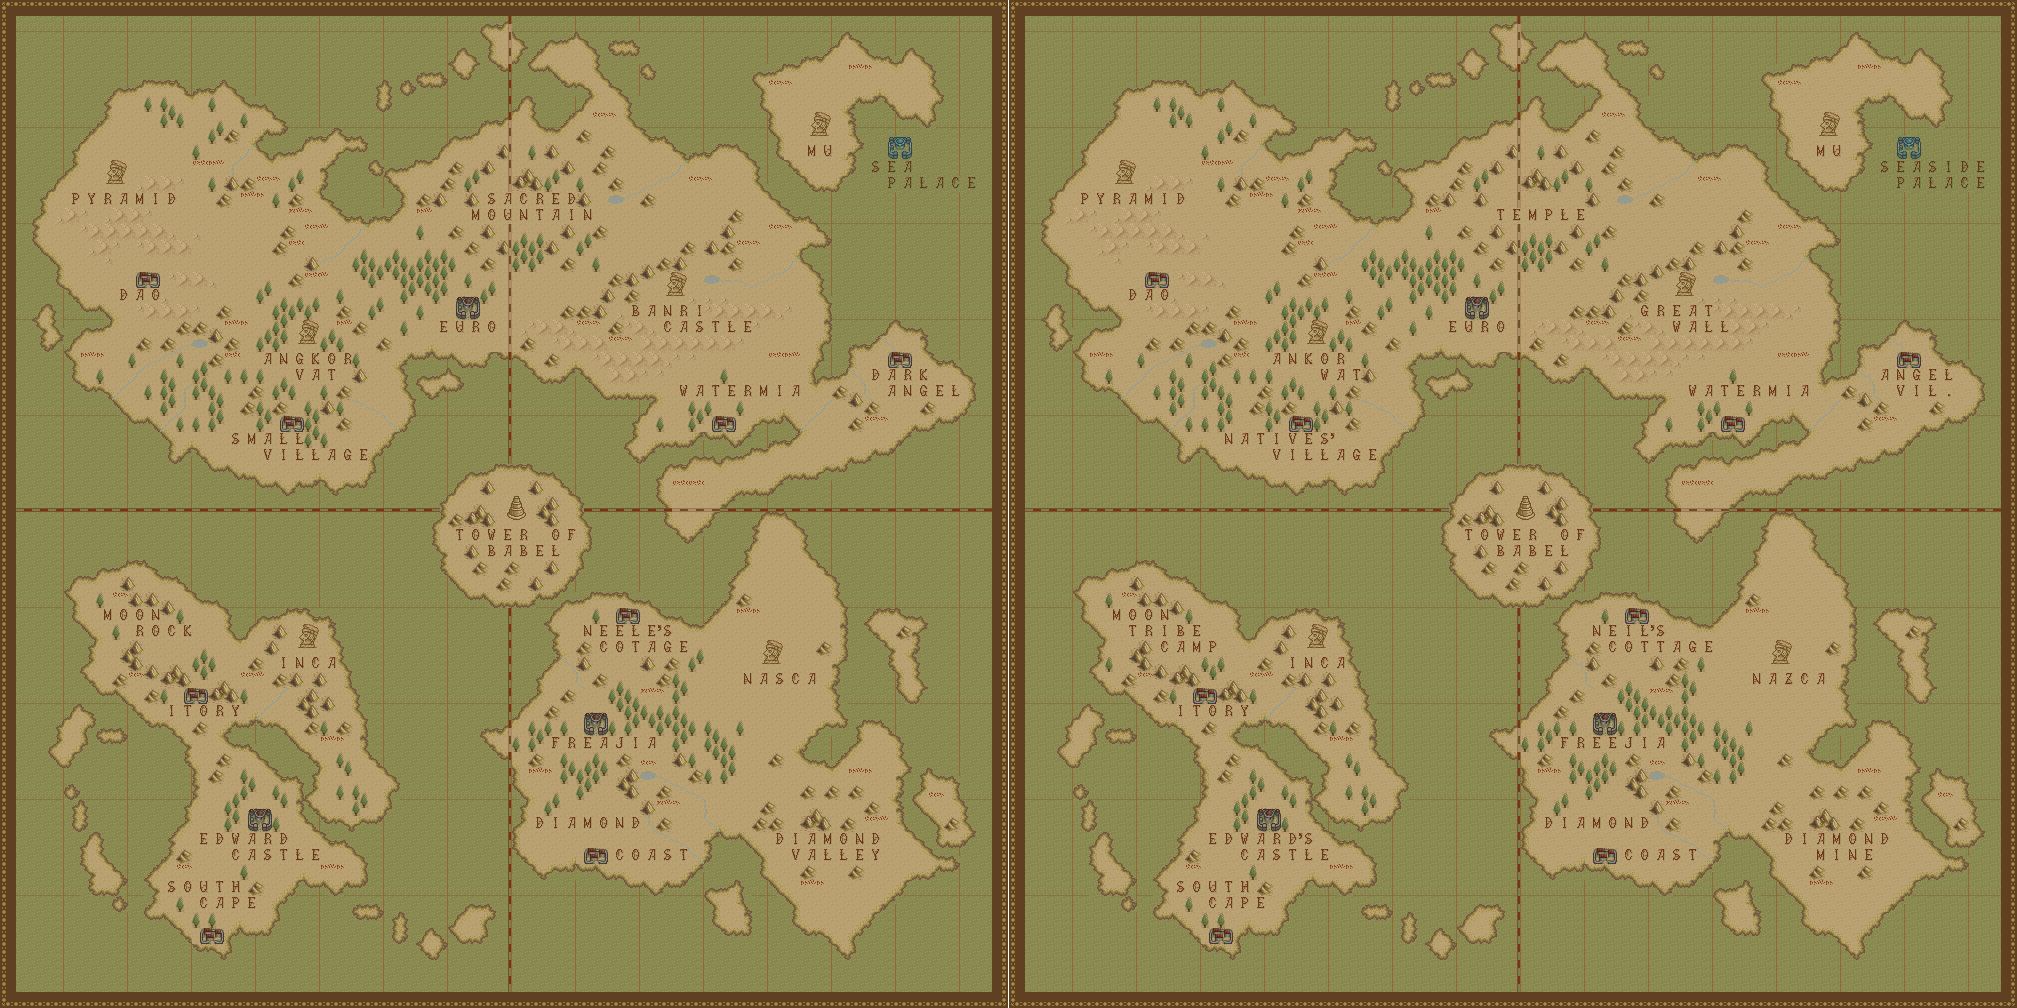 MU
SEA
PALACE
PYRAMID
SACRED
MOUNTAIN
DAO
EURO
BANRI
CASTLE
ANGKOR
VAT
WATERMIA
DARK
ANGEL
SMALL
VILLAGE
TOWER OF
BABEL
MOON
ROCK
INCA
ITORY
NEELE'S
COTAGE
NASCA
FREAJIA
DIAMOND
COAST
DIAMOND
VALLEY
EDWARD
CASTLE
SOUTH
CAPE
MU
SEASIDE
PALACE
PYRAMID
TEMPLE
DAO
EURO
GREAT
WALL
ANKOR
WAT
WATERMIA
ANGEL
VIL.
NATIVES'
VILLAGE
TOWER OF
BABEL
MOON
TRIBE
CAMP
INCA
ITORY
NEIL'S
COTTAGE
NAZCA
FREEJIA
DIAMOND
COAST
DIAMOND
MINE
EDWARD'S
CASTLE
SOUTH
CAPE